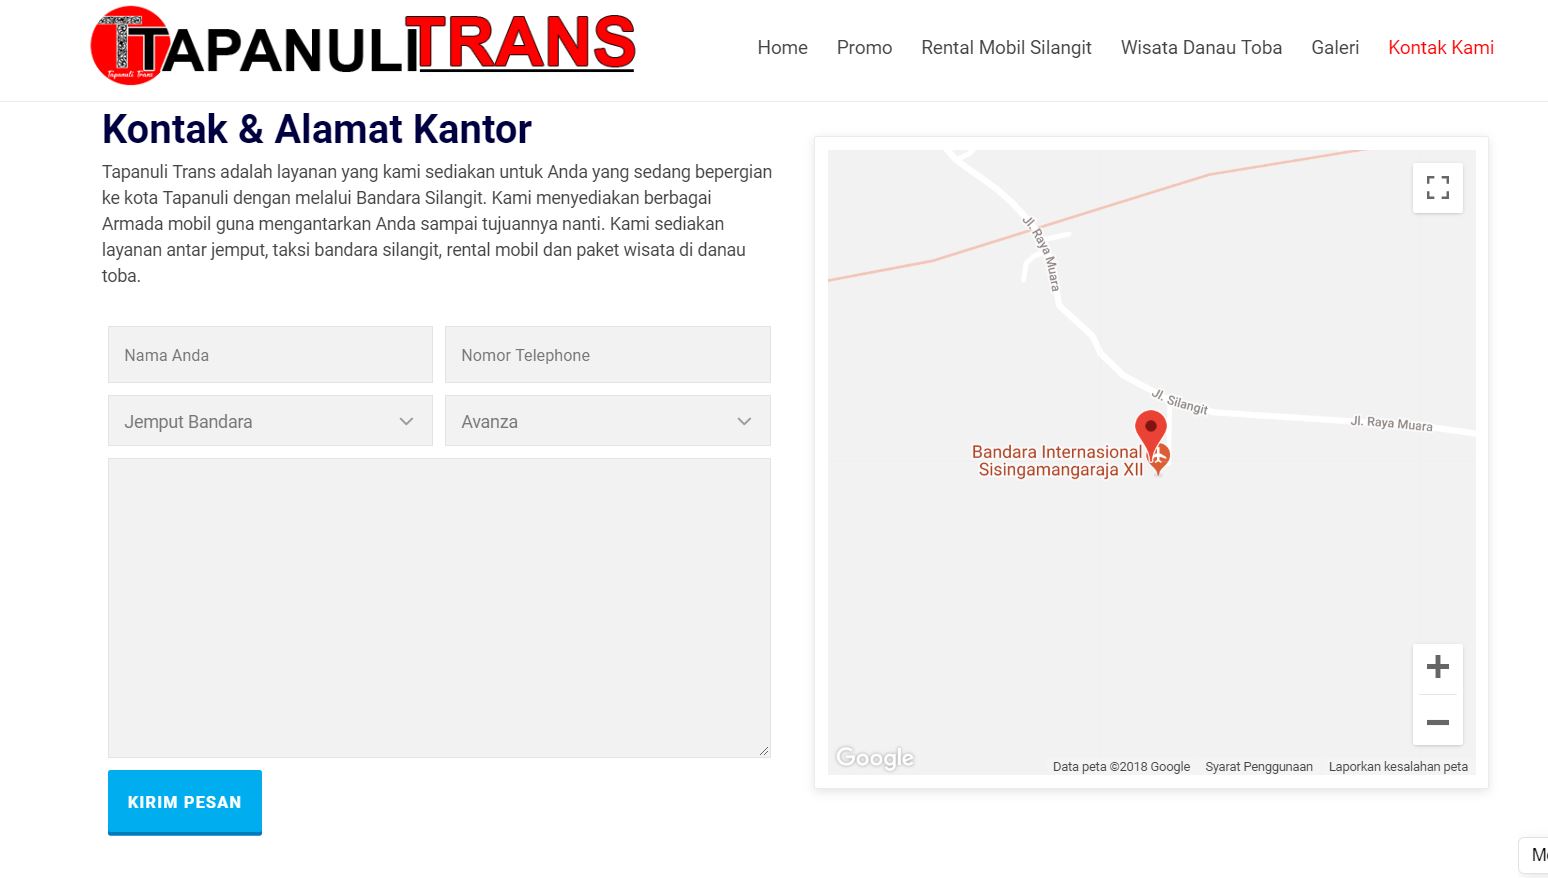 TAPANULI TRANS
Tapanuli Trans
Home
Promo
Rental Mobil Silangit
Wisata Danau Toba
Galeri
Kontak Kami
Kontak & Alamat Kantor
Tapanuli Trans adalah layanan yang kami sediakan untuk Anda yang sedang bepergian
ke kota Tapanuli dengan melalui Bandara Silangit. Kami menyediakan berbagai
Armada mobil guna mengantarkan Anda sampai tujuannya nanti. Kami sediakan
layanan antar jemput, taksi bandara silangit, rental mobil dan paket wisata di danau
toba.
Nama Anda
Nomor Telephone
Jemput Bandara
Avanza
KIRIM PESAN
Jl. Raya Muara
Jl. Silangit
Jl. Raya Muara
Bandara Internasional
Sisingamangaraja XII
Google
Data peta ©2018 Google
Syarat Penggunaan
Laporkan kesalahan peta